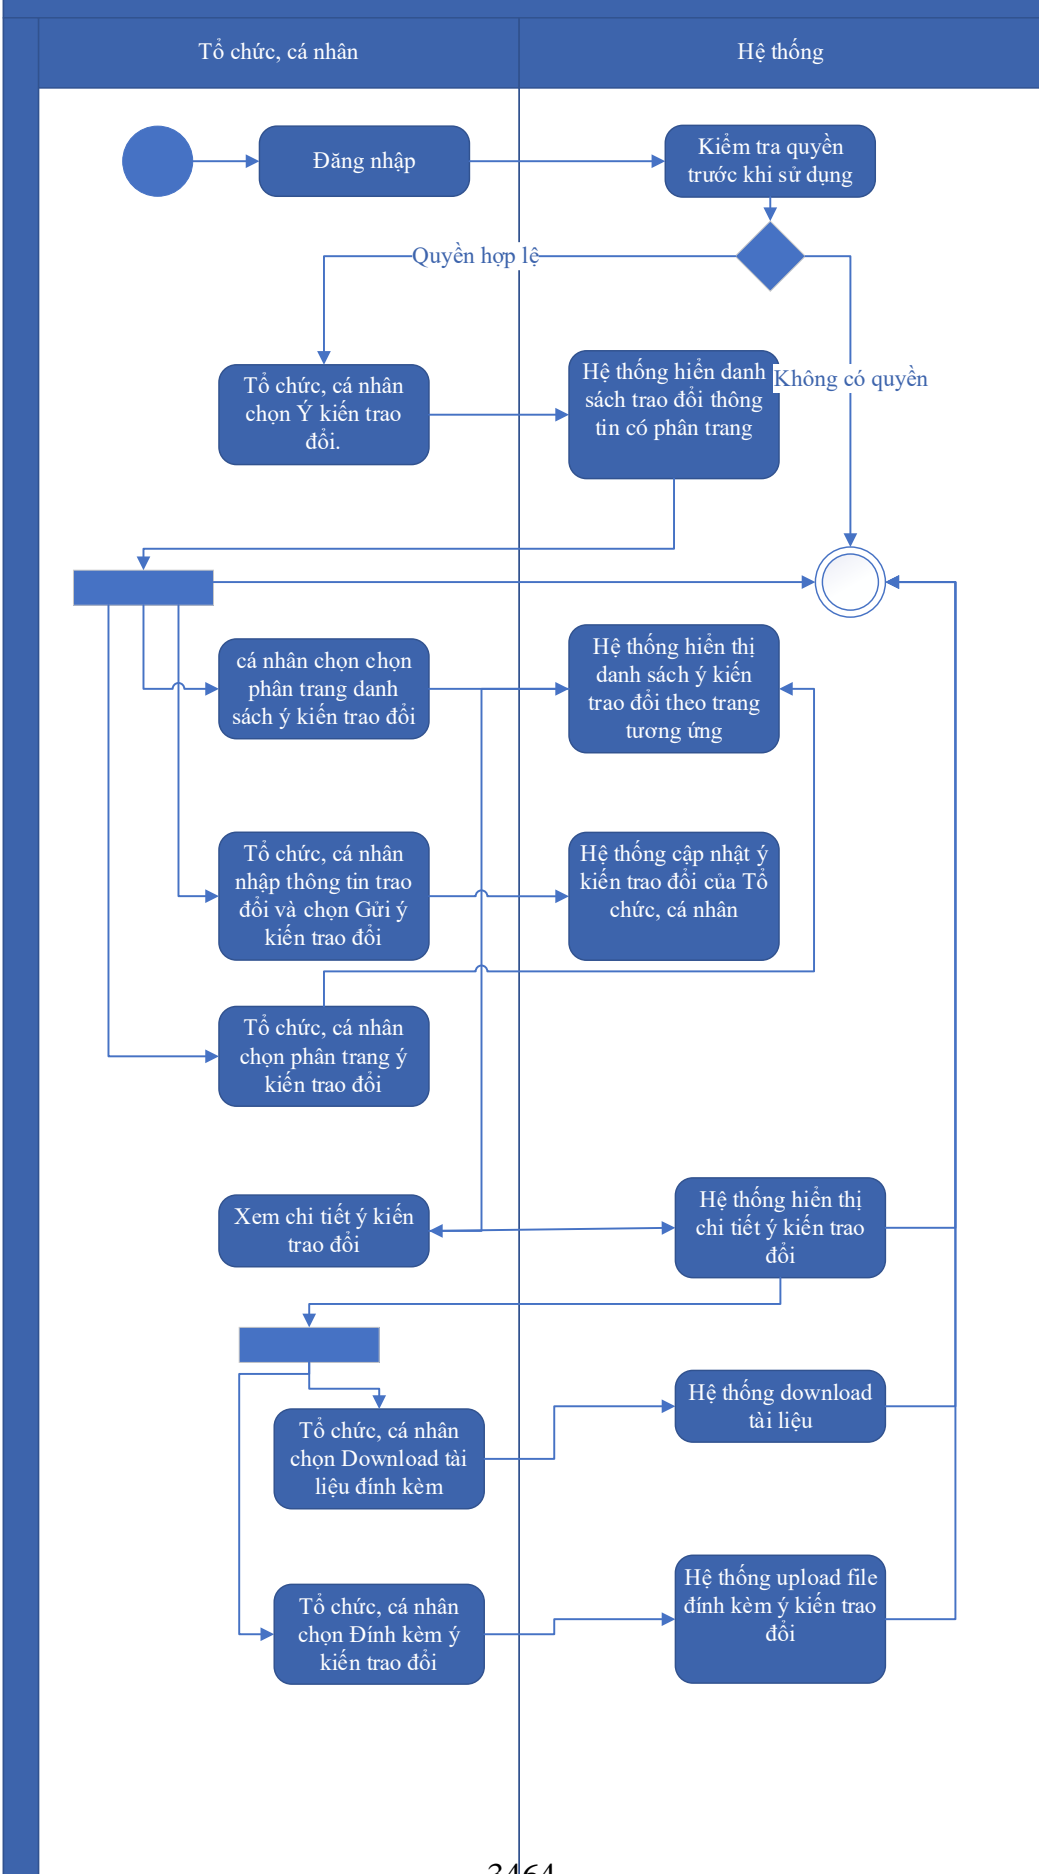 Tổ chức, cá nhân
Hệ thống
Đăng nhập
Kiểm tra quyền
trước khi sử dụng
Quyền hợp lệ
Không có quyền
Tổ chức, cá nhân
chọn Ý kiến trao
đổi.
Hệ thống hiển danh
sách trao đổi thông
tin có phân trang
cá nhân chọn chọn
phân trang danh
sách ý kiến trao đổi
Hệ thống hiển thị
danh sách ý kiến
trao đổi theo trang
tương ứng
Tổ chức, cá nhân
nhập thông tin trao
đổi và chọn Gửi ý
kiến trao đổi
Hệ thống cập nhật ý
kiến trao đổi của Tổ
chức, cá nhân
Tổ chức, cá nhân
chọn phân trang ý
kiến trao đổi
Xem chi tiết ý kiến
trao đổi
Hệ thống hiển thị
chi tiết ý kiến trao
đổi
Tổ chức, cá nhân
chọn Download tài
liệu đính kèm
Hệ thống download
tài liệu
Tổ chức, cá nhân
chọn Đính kèm ý
kiến trao đổi
Hệ thống upload file
đính kèm ý kiến trao
đổi